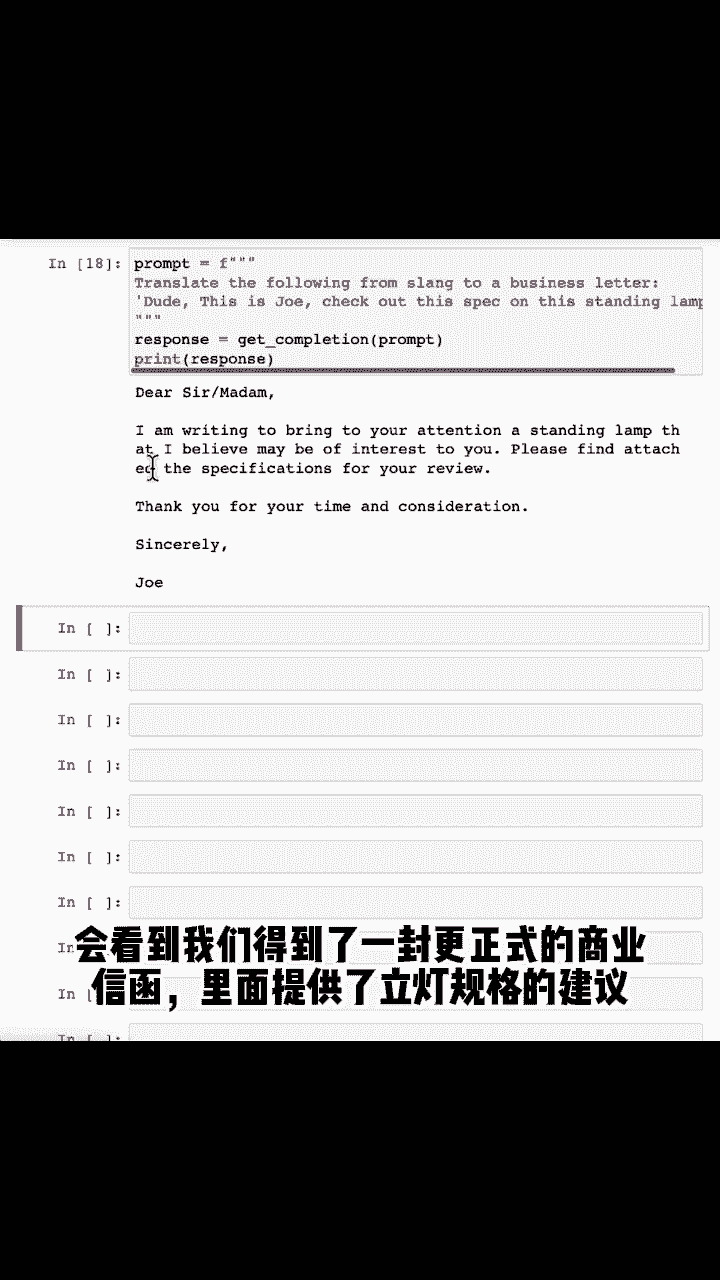 In [18]: prompt = f"""
Translate the following from slang to a business letter:
'Dude, This is Joe, check out this spec on this standing lamp
"""
response = get_completion(prompt)
print(response)
Dear Sir/Madam,
I am writing to bring to your attention a standing lamp th
at I believe may be of interest to you. Please find attach
ed the specifications for your review.
Thank you for your time and consideration.
Sincerely,
Joe
In [ ]:
In [ ]:
In [ ]:
In [ ]:
In [ ]:
In [ ]:
In [ ]:
In
会看到我们得到了一封更正式的商业
In [
信函，里面提供了立灯规格的建议
In [ ]: